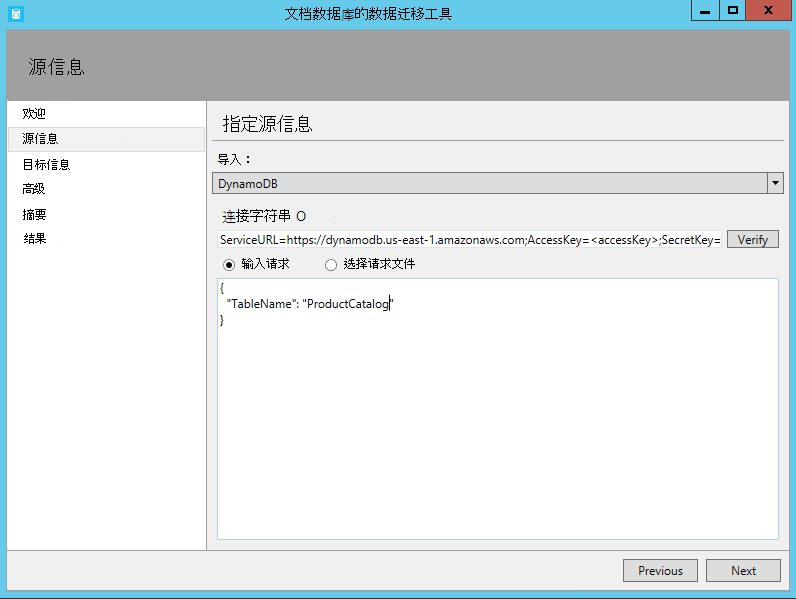 文档数据库的数据迁移工具
源信息
欢迎
源信息
目标信息
高级
摘要
结果
指定源信息
导入：
DynamoDB
连接字符串 O
ServiceURL=https://dynamodb.us-east-1.amazonaws.com;AccessKey=<accessKey>;SecretKey=
Verify
输入请求 选择请求文件
{
"TableName": "ProductCatalog"
}
Previous Next